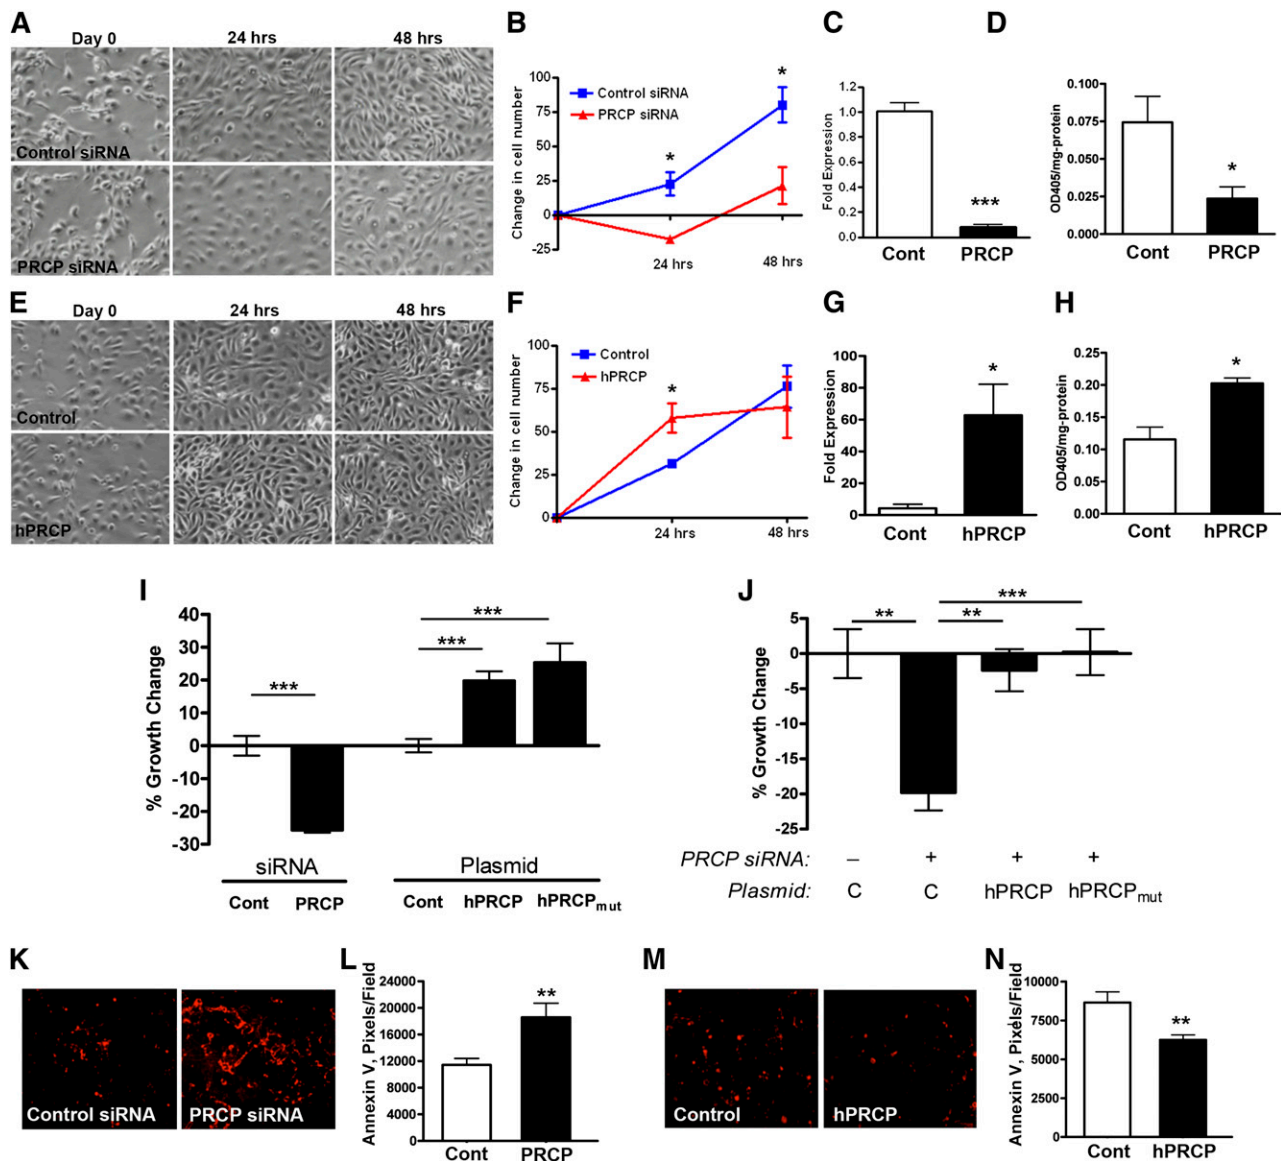 A
Day 0
24 hrs
48 hrs
Control siRNA
PRCP siRNA
B
Change in cell number
100
75
50
25
0
-25
Control siRNA
PRCP siRNA
*
*
24 hrs
48 hrs
C
Fold Expression
1.2
1.0
0.8
0.6
0.4
0.2
0.0
***
Cont
PRCP
D
OD405/mg-protein
0.100
0.075
0.050
0.025
0.000
*
Cont
PRCP
E
Day 0
24 hrs
48 hrs
Control
hPRCP
F
Change in cell number
100
75
50
25
0
Control
hPRCP
*
24 hrs
48 hrs
G
Fold Expression
100
80
60
40
20
0
*
Cont
hPRCP
H
OD405/mg-protein
0.25
0.20
0.15
0.10
0.05
0.00
*
Cont
hPRCP
I
% Growth Change
40
30
20
10
0
-10
-20
-30
***
***
***
siRNA
Plasmid
Cont
PRCP
Cont
hPRCP
hPRCPmut
J
% Growth Change
5
0
-5
-10
-15
-20
-25
**
**
***
PRCP siRNA: – + + +
Plasmid: C C hPRCP hPRCPmut
K
Control siRNA
PRCP siRNA
L
Annexin V, Pixels/Field
24000
20000
16000
12000
8000
4000
0
**
Cont
PRCP
M
Control
hPRCP
N
Annexin V, Pixels/Field
10000
7500
5000
2500
0
**
Cont
hPRCP